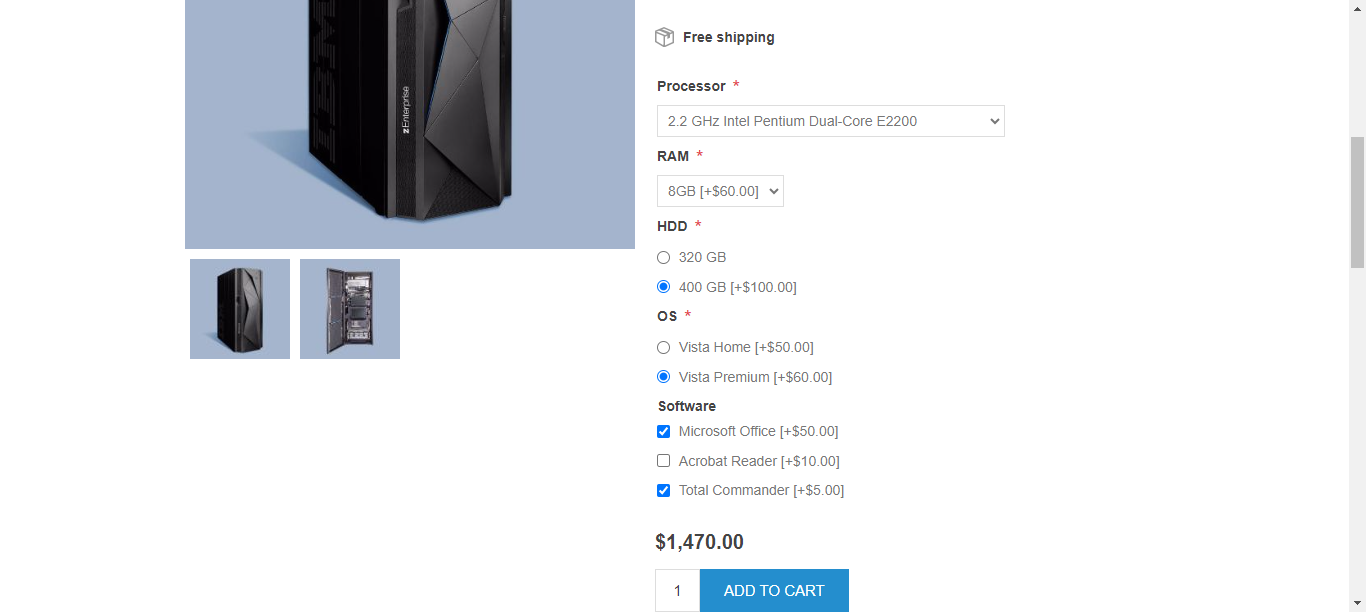 IBM
zEnterprise
Free shipping
Processor *
2.2 GHz Intel Pentium Dual-Core E2200
RAM *
8GB [+$60.00]
HDD *
320 GB
400 GB [+$100.00]
OS *
Vista Home [+$50.00]
Vista Premium [+$60.00]
Software
Microsoft Office [+$50.00]
Acrobat Reader [+$10.00]
Total Commander [+$5.00]
$1,470.00
1 ADD TO CART